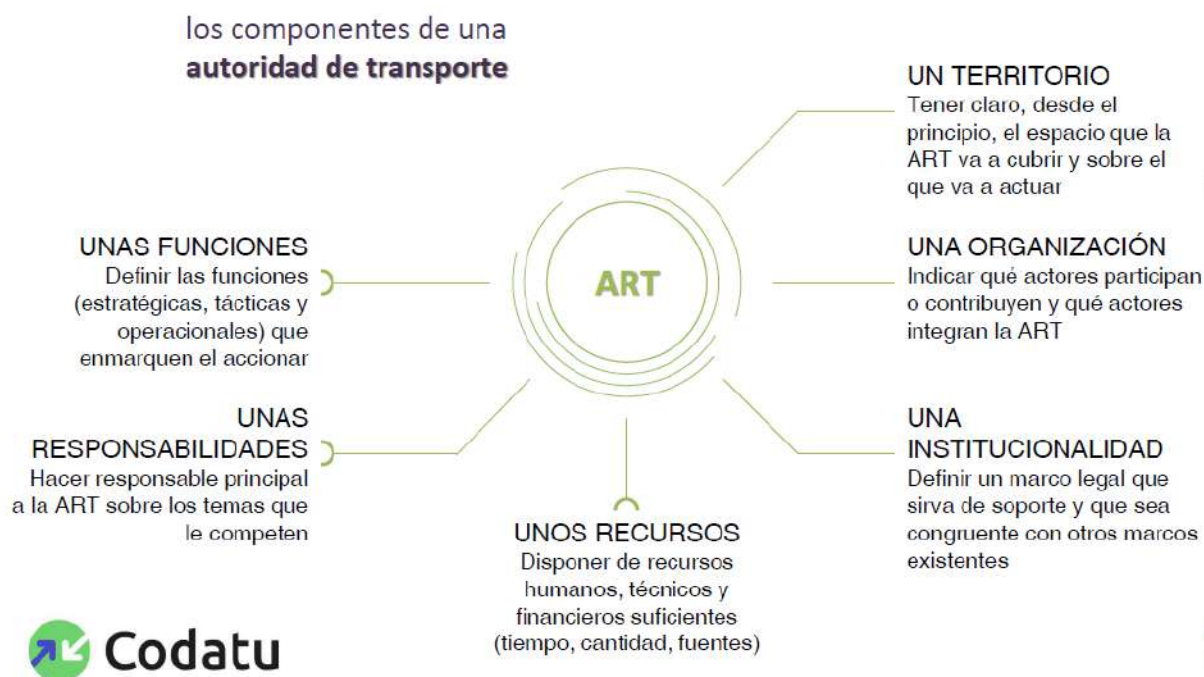 los componentes de una
autoridad de transporte
UN TERRITORIO
Tener claro, desde el
principio, el espacio que la
ART va a cubrir y sobre el
que va a actuar
UNAS FUNCIONES
Definir las funciones
(estratégicas, tácticas y
operacionales) que
enmarquen el accionar
ART
UNA ORGANIZACIÓN
Indicar qué actores participan
o contribuyen y qué actores
integran la ART
UNAS
RESPONSABILIDADES
Hacer responsable principal
a la ART sobre los temas que
le competen
UNOS RECURSOS
Disponer de recursos
humanos, técnicos y
financieros suficientes
(tiempo, cantidad, fuentes)
UNA
INSTITUCIONALIDAD
Definir un marco legal que
sirva de soporte y que sea
congruente con otros marcos
existentes
Codatu